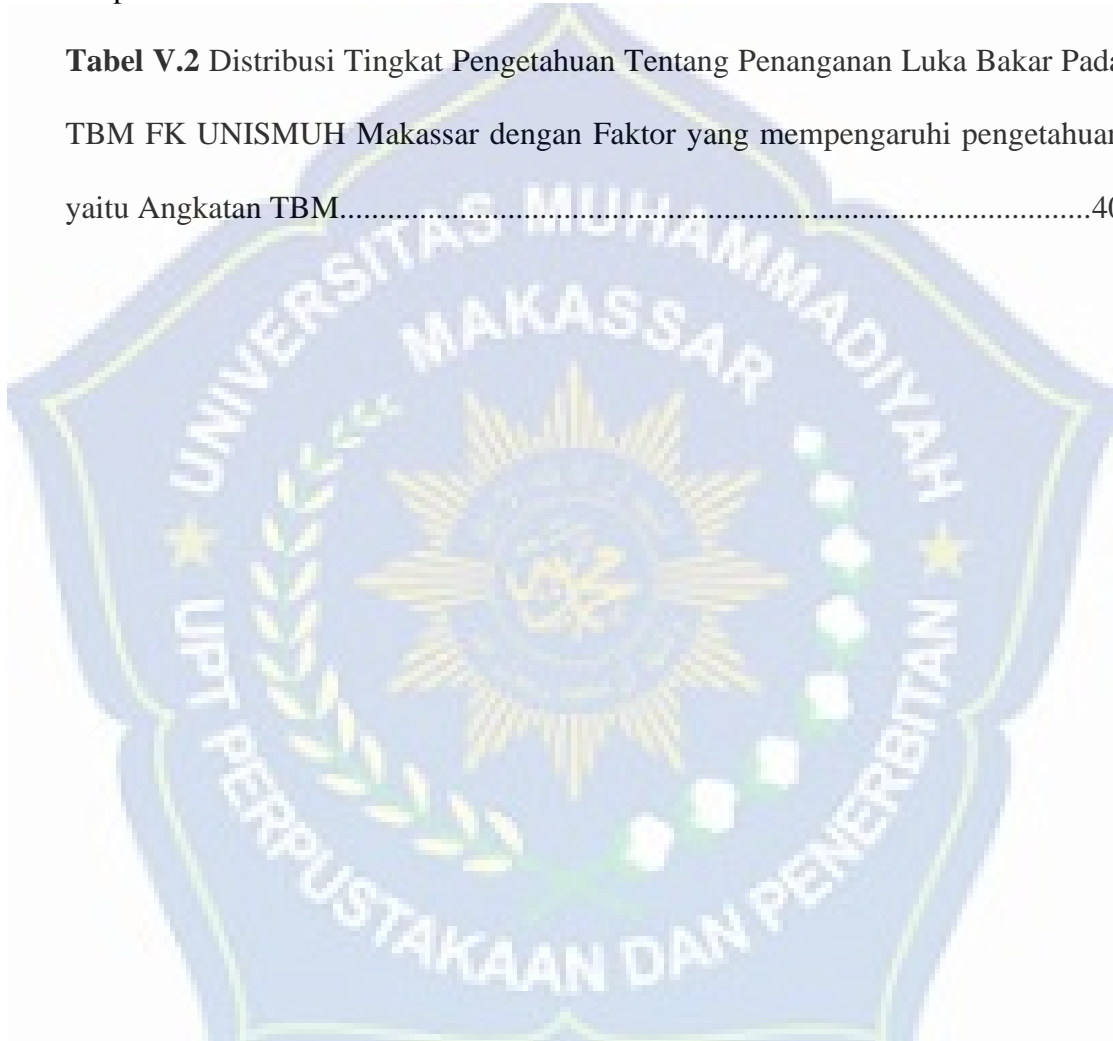 Tabel V.2 Distribusi Tingkat Pengetahuan Tentang Penanganan Luka Bakar Pada
TBM FK UNISMUH Makassar dengan Faktor yang mempengaruhi pengetahuan
yaitu Angkatan TBM....................................................................................40
UNIVERSITAS MUHAMMADIYAH
MAKASSAR
UPT PERPUSTAKAAN DAN PENERBITAN